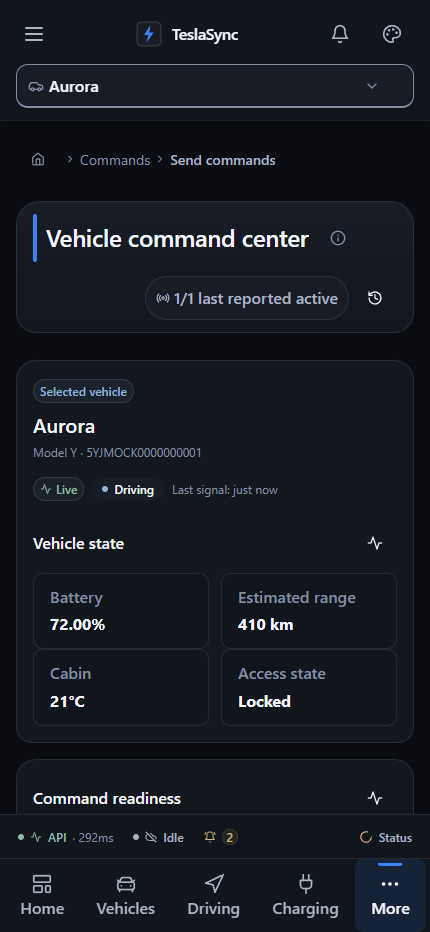 TeslaSync
Aurora
Commands
Send commands
Vehicle command center
1/1 last reported active
Selected vehicle
Aurora
Model Y · 5YJMOCK0000000001
Live
Driving
Last signal: just now
Vehicle state
Battery
Estimated range
72.00%
410 km
Cabin
Access state
21°C
Locked
Command readiness
API · 292ms
Idle
2
Status
Home
Vehicles
Driving
Charging
More